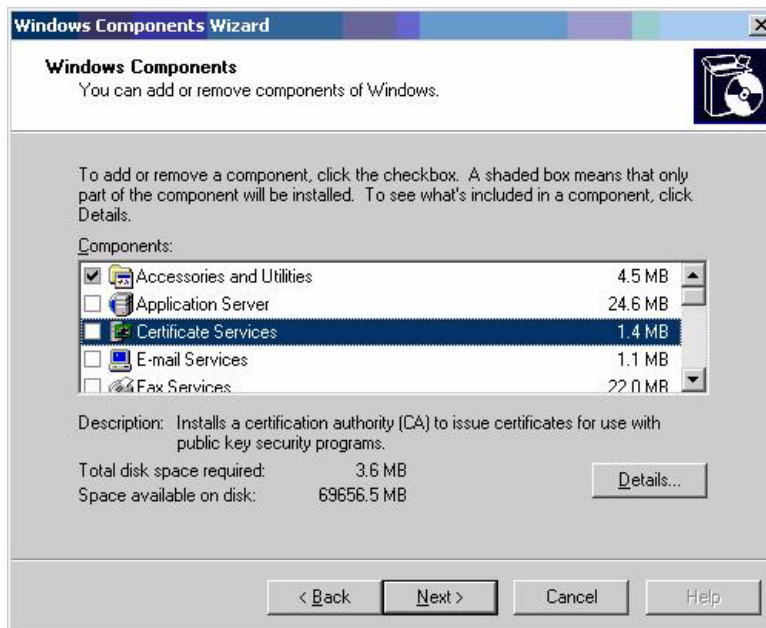 Windows Components Wizard
Windows Components
You can add or remove components of Windows.
To add or remove a component, click the checkbox. A shaded box means that only
part of the component will be installed. To see what's included in a component, click
Details.
Components:
Accessories and Utilities 4.5 MB
Application Server 24.6 MB
Certificate Services 1.4 MB
E-mail Services 1.1 MB
Fax Services 22.0 MB
Description: Installs a certification authority (CA) to issue certificates for use with
public key security programs.
Total disk space required: 3.6 MB
Space available on disk: 69656.5 MB
Details...
< Back Next > Cancel Help